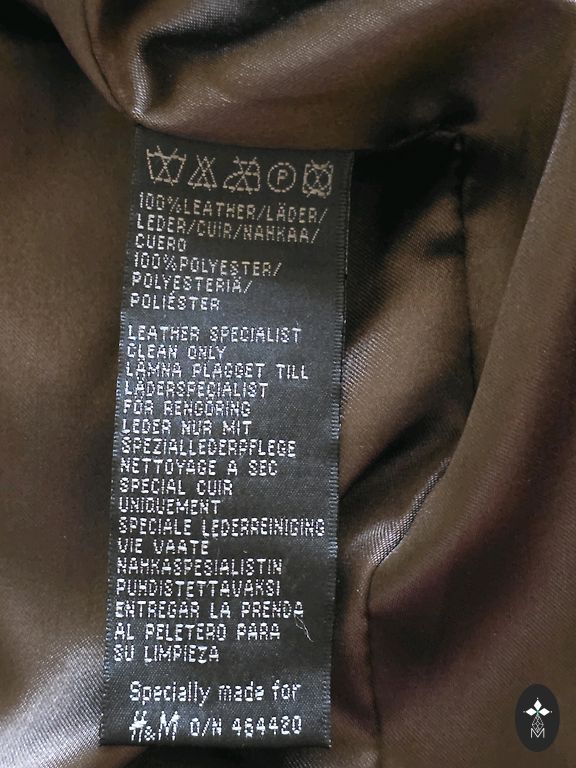 P
100%LEATHER/LÄDER/
LEDER/CUIR/NAHKAA/
CUERO
100%POLYESTER/
POLYESTERIÄ/
POLIÉSTER
LEATHER SPECIALIST
CLEAN ONLY
LÄMNA PLAGGET TILL
LÄDERSPECIALIST
FÖR RENGÖRING
LEDER NUR MIT
SPEZIALLEDERPFLEGE
NETTOYAGE A SEC
SPECIAL CUIR
UNIQUEMENT
SPECIALE LEDERREINIGING
VIE VAATE
NAHKASPESIALISTIN
PUHDISTETTAVAKSI
ENTREGAR LA PRENDA
AL PELETERO PARA
SU LIMPIEZA
Specially made for
H&M O/N 464420
M